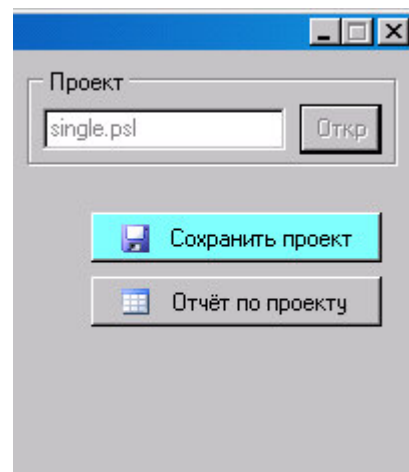 Проект
single.psl
Откр
Сохранить проект
Отчёт по проекту